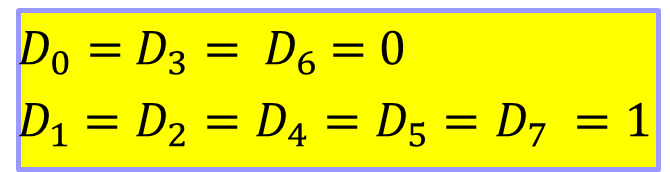 D₀ = D₃ = D₆ = 0
D₁ = D₂ = D₄ = D₅ = D₇ = 1